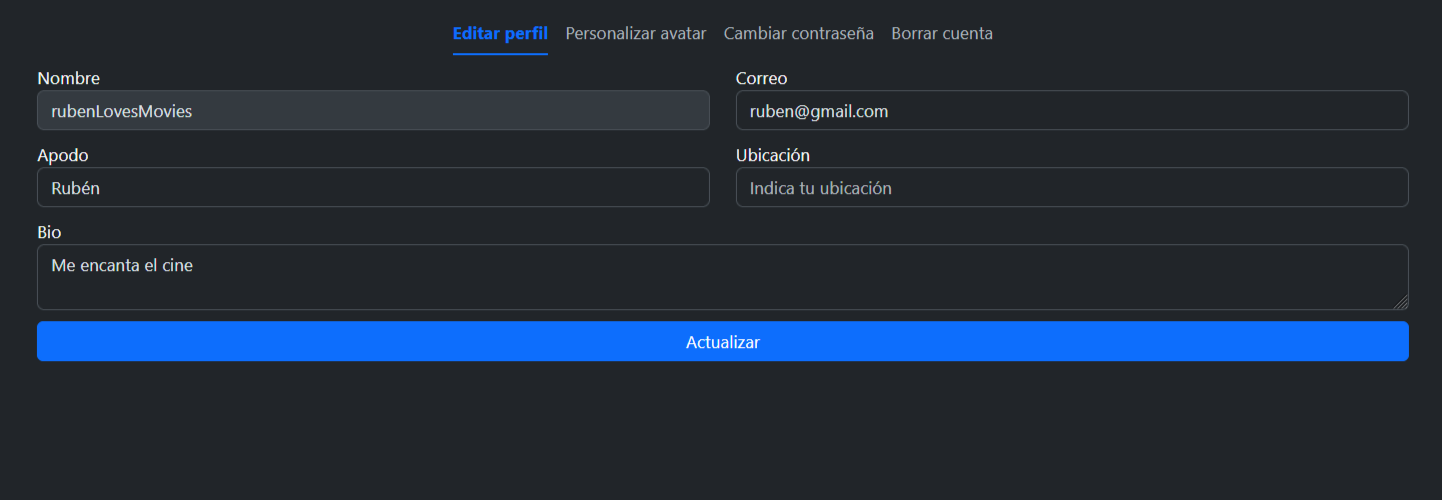 Editar perfil Personalizar avatar Cambiar contraseña Borrar cuenta
Nombre
rubenLovesMovies
Correo
ruben@gmail.com
Apodo
Rubén
Ubicación
Indica tu ubicación
Bio
Me encanta el cine
Actualizar